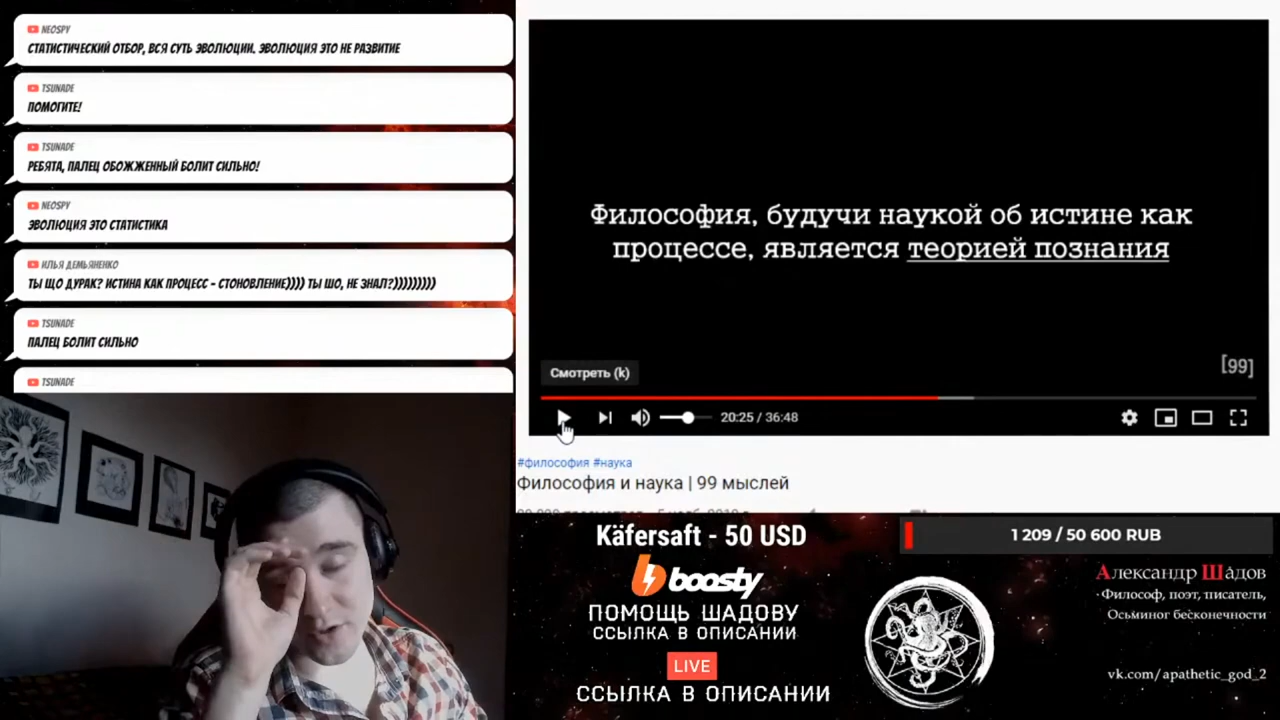 NEOSPY
СТАТИСТИЧЕСКИЙ ОТБОР, ВСЯ СУТЬ ЭВОЛЮЦИИ. ЭВОЛЮЦИЯ ЭТО НЕ РАЗВИТИЕ
TSUNADE
ПОМОГИТЕ!
TSUNADE
РЕБЯТА, ПАЛЕЦ ОБОЖЖЕННЫЙ БОЛИТ СИЛЬНО!
NEOSPY
ЭВОЛЮЦИЯ ЭТО СТАТИСТИКА
ИЛЬЯ ДЕМЬЯНЕНКО
ТЫ ЩО ДУРАК? ИСТИНА КАК ПРОЦЕСС - СТОНОВЛЕНИЕ)))) ТЫ ШО, НЕ ЗНАЛ?)))))))))
TSUNADE
ПАЛЕЦ БОЛИТ СИЛЬНО
TSUNADE
Философия, будучи наукой об истине как
процессе, является теорией познания
[99]
Смотреть (k)
20:25 / 36:48
#философия #наука
Философия и наука | 99 мыслей
Käfersaft - 50 USD
boosty
ПОМОЩЬ ШАДОВУ
ССЫЛКА В ОПИСАНИИ
LIVE
ССЫЛКА В ОПИСАНИИ
1 209 / 50 600 RUB
Александр Шадов
Философ, поэт, писатель,
Осьминог бесконечности
vk.com/apathetic_god_2